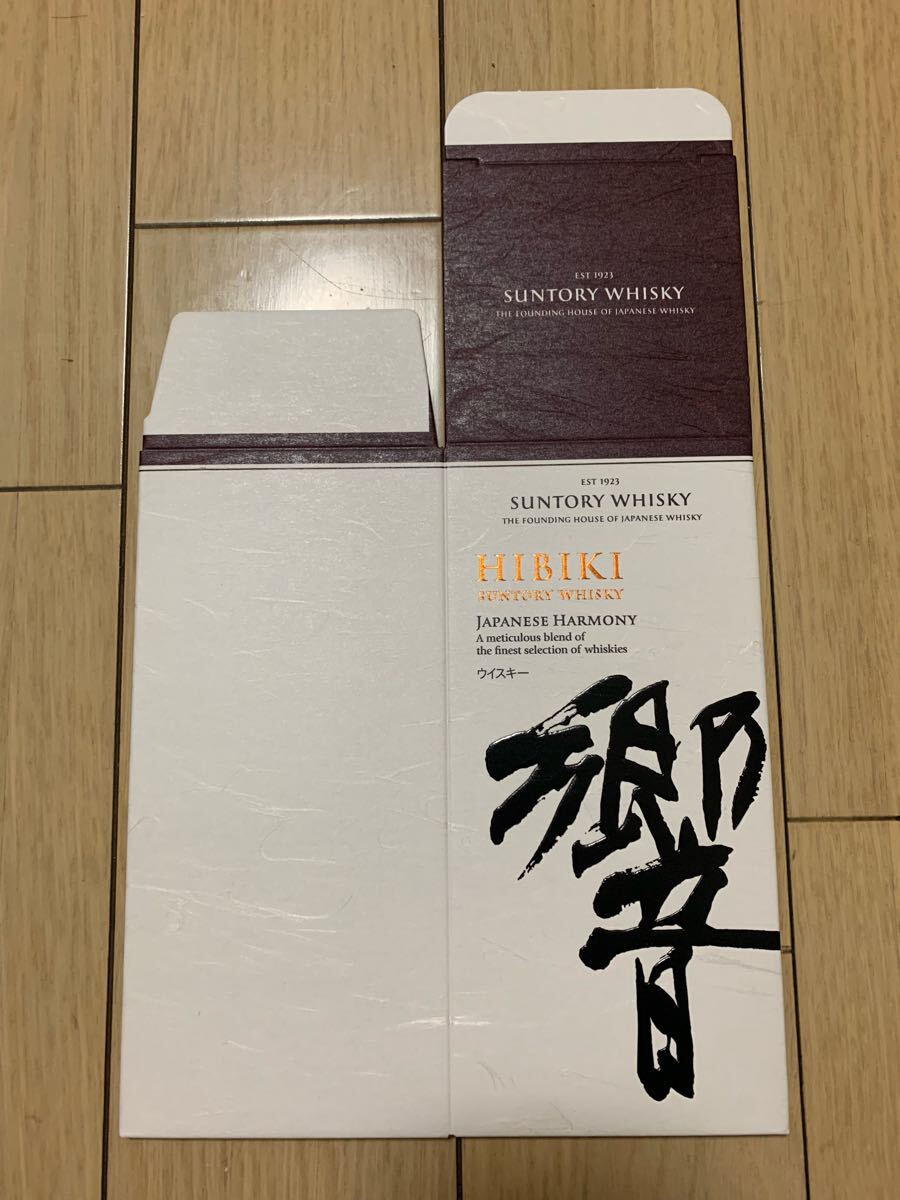 EST 1923
SUNTORY WHISKY
THE FOUNDING HOUSE OF JAPANESE WHISKY
EST 1923
SUNTORY WHISKY
THE FOUNDING HOUSE OF JAPANESE WHISKY
HIBIKI
SUNTORY WHISKY
JAPANESE HARMONY
A meticulous blend of
the finest selection of whiskies
ウイスキー
響